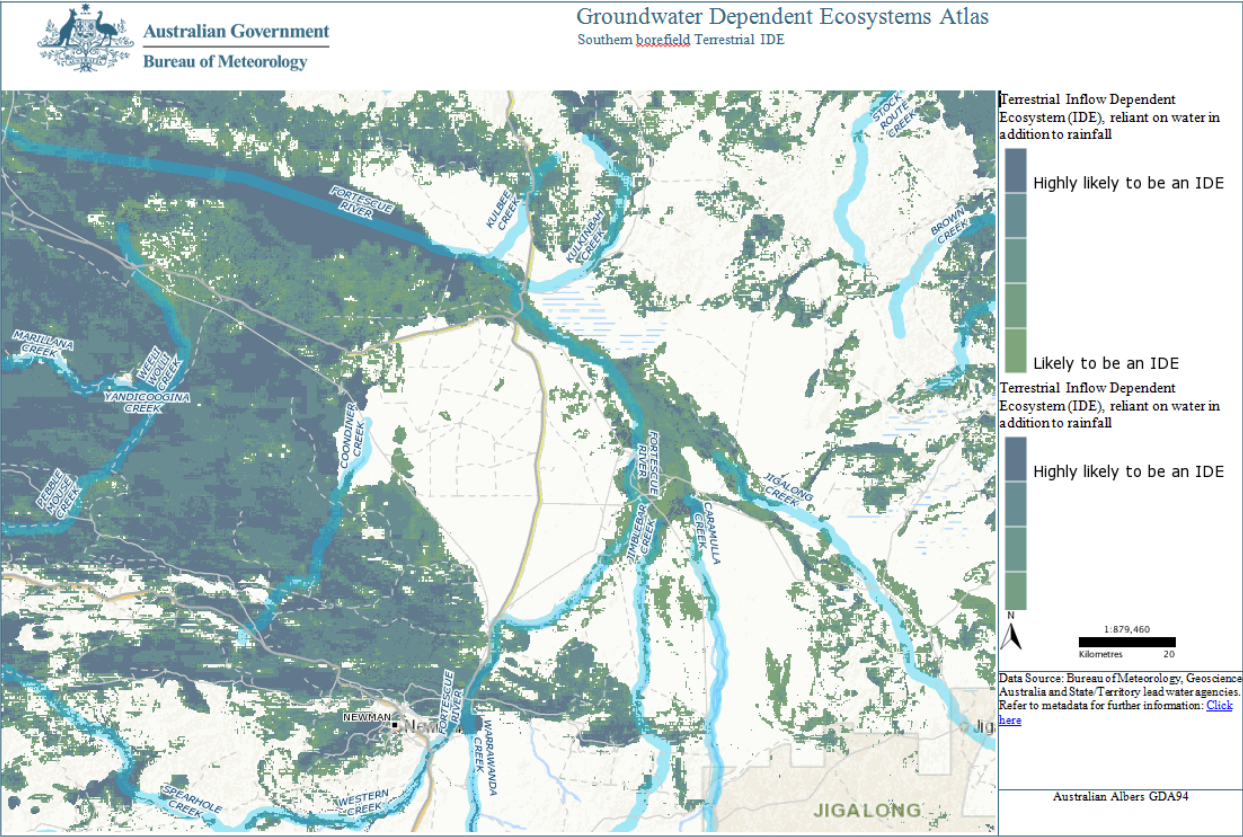 Australian Government
Bureau of Meteorology
Groundwater Dependent Ecosystems Atlas
Southern borefield Terrestrial IDE
STOCK
ROUTE
CREEK
FORTESCUE
RIVER
KULBEE
CREEK
KULKINBAH
CREEK
BROWN
CREEK
MARILLANA
CREEK
WEELI
WOLLI
CREEK
YANDICOOGINA
CREEK
COONDINER
CREEK
PEBBLE
MOUSE
CREEK
FORTESCUE
RIVER
JIGALONG
CREEK
JIMBLEBAR
CREEK
CARAMULLA
CREEK
FORTESCUE
RIVER
NEWMAN
WARRAWANDA
CREEK
SPEARHOLE
CREEK
WESTERN
CREEK
Jig
JIGALONG
Terrestrial Inflow Dependent
Ecosystem (IDE), reliant on water in
addition to rainfall
Highly likely to be an IDE
Likely to be an IDE
Terrestrial Inflow Dependent
Ecosystem (IDE), reliant on water in
addition to rainfall
Highly likely to be an IDE
N
1:879,460
Kilometres 20
Data Source: Bureau of Meteorology, Geoscience
Australia and State/Territory lead water agencies.
Refer to metadata for further information: Click
here
Australian Albers GDA94